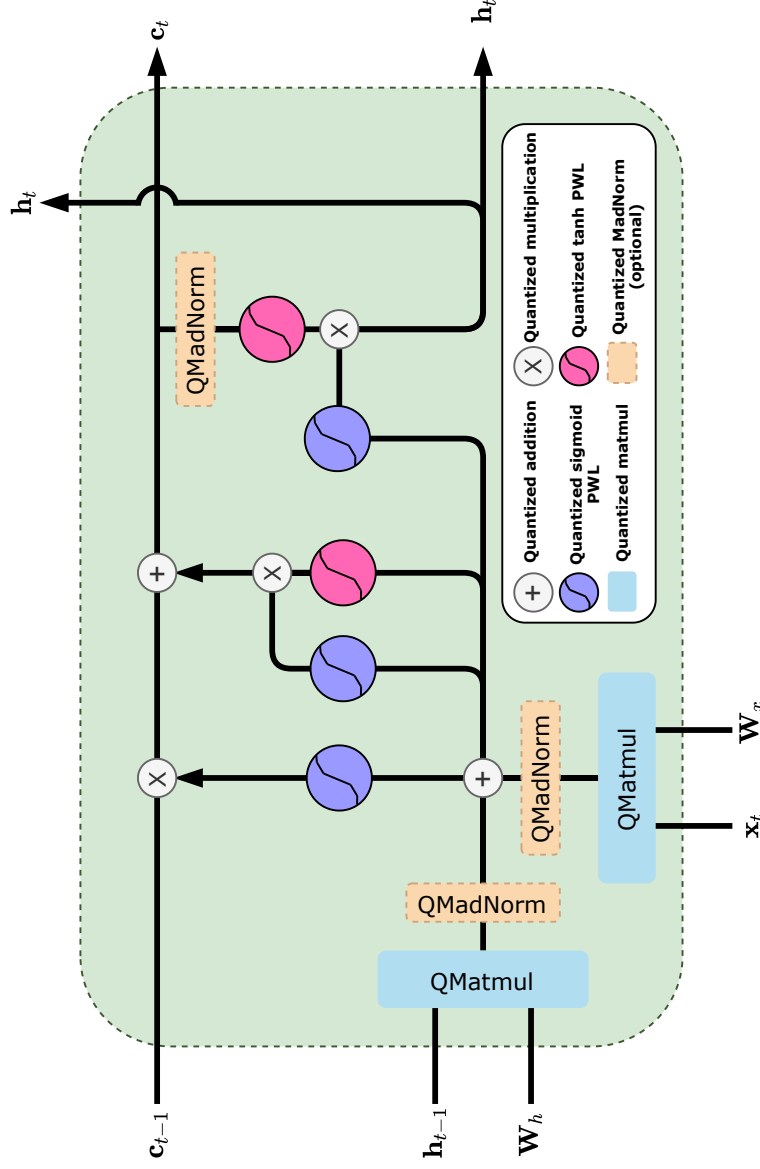 c_{t−1}
c_t
h_t
h_{t−1}
W_h
h_t
x_t
W_x
QMatmul
QMadNorm
QMatmul
QMadNorm
QMadNorm
X
+
+
X
X
+ Quantized addition
X Quantized multiplication
Quantized sigmoid
PWL
Quantized tanh PWL
Quantized matmul
Quantized MadNorm
(optional)